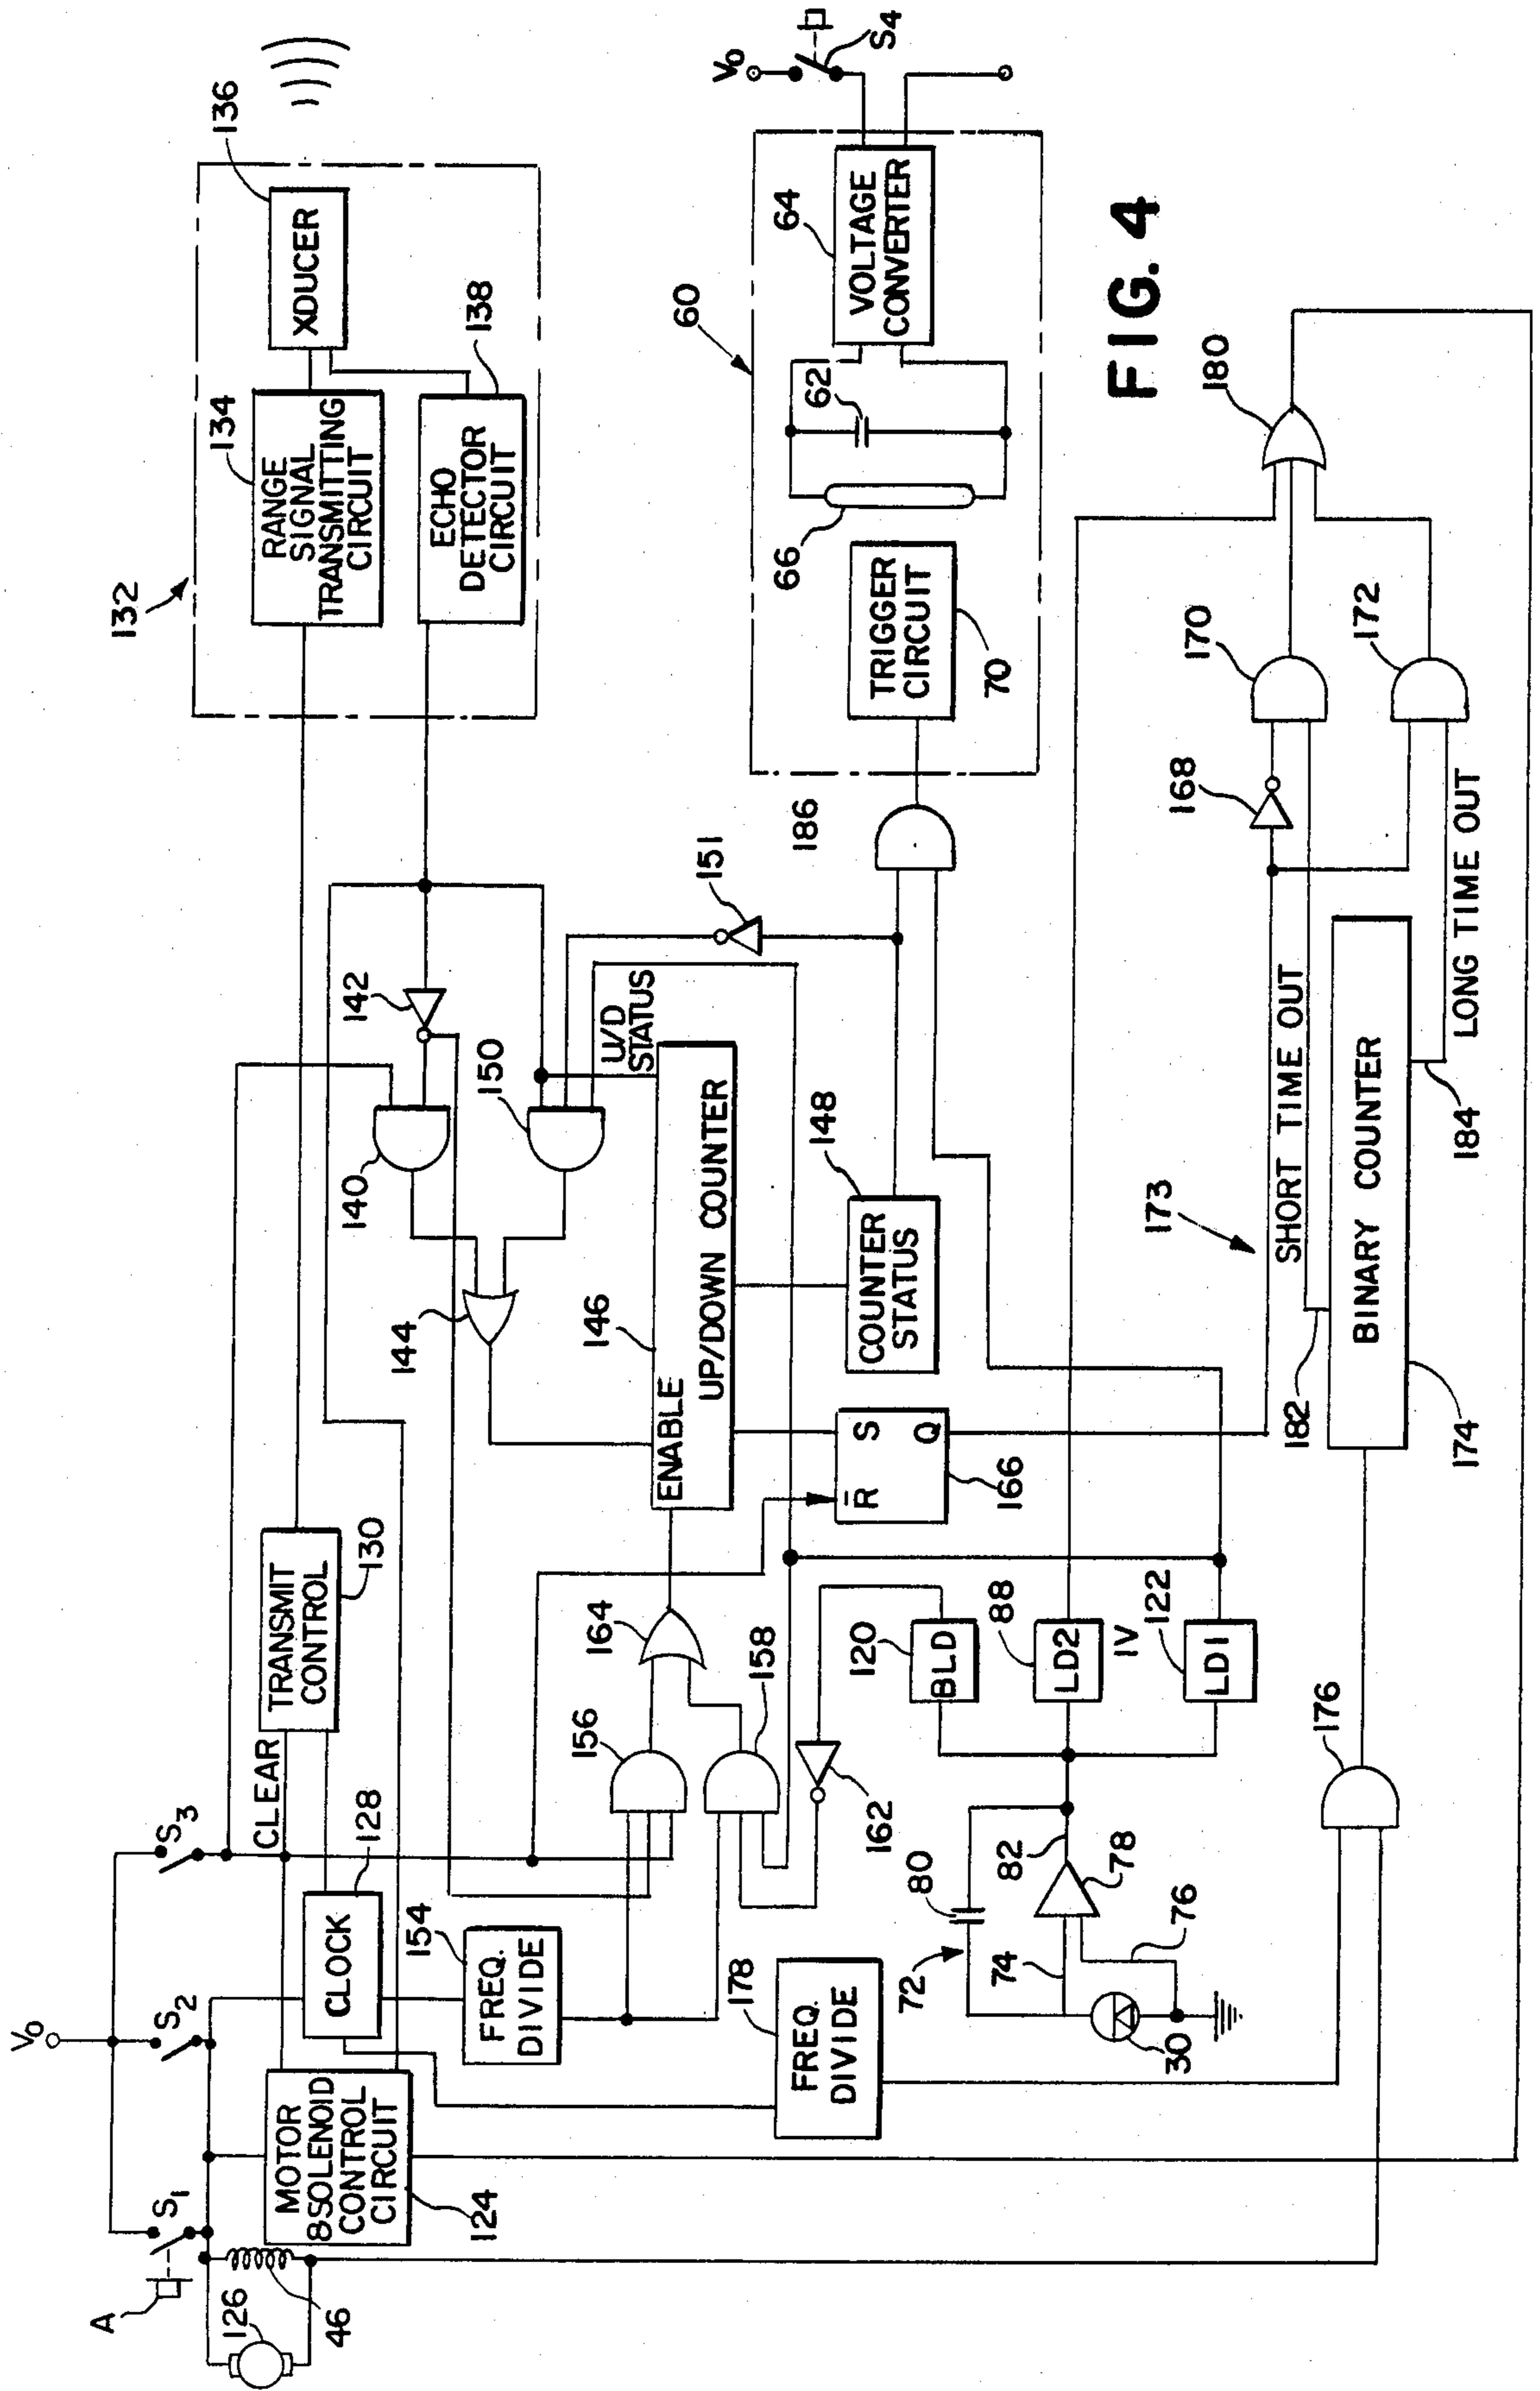 136
XDUCER
134
RANGE
SIGNAL
TRANSMITTING
CIRCUIT
138
ECHO
DETECTOR
CIRCUIT
132
V0
S4
60
64
VOLTAGE
CONVERTER
62
66
TRIGGER
CIRCUIT
70
FIG. 4
180
170
172
168
186
151
142
150
140
144
U/D
STATUS
146
ENABLE
UP/DOWN COUNTER
148
COUNTER
STATUS
S
R̄
Q
166
173
SHORT TIME OUT
LONG TIME OUT
182
184
BINARY COUNTER
174
TRANSMIT
CONTROL
130
CLEAR
164
156
158
162
120
BLD
88
LD2
1V
122
LD1
176
V0
S3
S2
S1
128
CLOCK
154
FREQ.
DIVIDE
178
FREQ.
DIVIDE
72
80
82
78
74
76
30
MOTOR
&SOLENOID
CONTROL
CIRCUIT
124
A
126
46